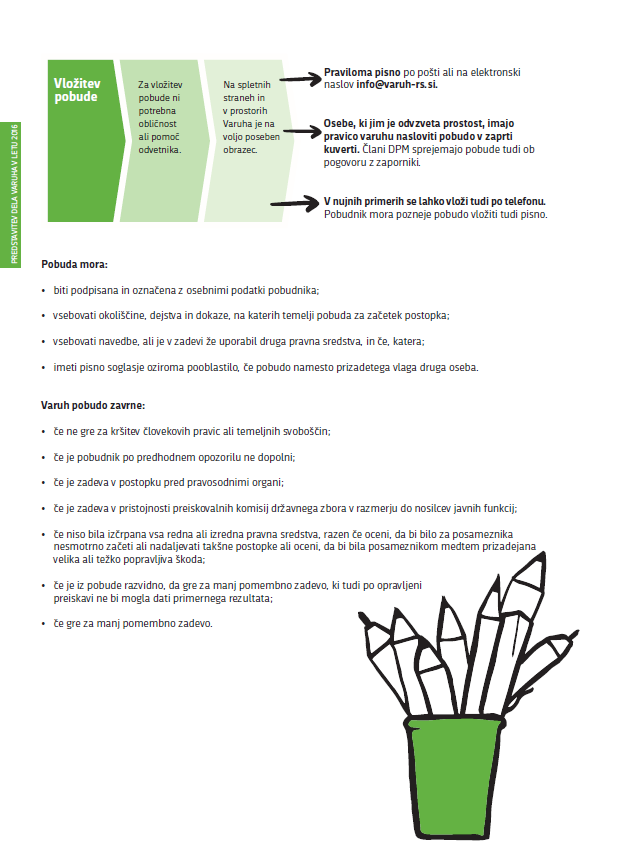 Vložitev
pobude
Za vložitev
pobude ni
potrebna
obličnost
ali pomoč
odvetnika.
Na spletnih
straneh in
v prostorih
Varuha je na
voljo poseben
obrazec.
Praviloma pisno po pošti ali na elektronski
naslov info@varuh-rs.si.
Osebe, ki jim je odvzveta prostost, imajo
pravico varuhu nasloviti pobudo v zaprti
kuverti. Člani DPM sprejemajo pobude tudi ob
pogovoru z zaporniki.
V nujnih primerih se lahko vloži tudi po telefonu.
Pobudnik mora pozneje pobudo vložiti tudi pisno.
PREDSTAVITEV DELA VARUHA V LETU 2016
Pobuda mora:
• biti podpisana in označena z osebnimi podatki pobudnika;
• vsebovati okoliščine, dejstva in dokaze, na katerih temelji pobuda za začetek postopka;
• vsebovati navedbe, ali je v zadevi že uporabil druga pravna sredstva, in če, katera;
• imeti pisno soglasje oziroma pooblastilo, če pobudo namesto prizadetega vlaga druga oseba.
Varuh pobudo zavrne:
• če ne gre za kršitev človekovih pravic ali temeljnih svoboščin;
• če je pobudnik po predhodnem opozorilu ne dopolni;
• če je zadeva v postopku pred pravosodnimi organi;
• če je zadeva v pristojnosti preiskovalnih komisij državnega zbora v razmerju do nosilcev javnih funkcij;
• če niso bila izčrpana vsa redna ali izredna pravna sredstva, razen če oceni, da bi bilo za posameznika
nesmotrno začeti ali nadaljevati takšne postopke ali oceni, da bi bila posameznikom medtem prizadejana
velika ali težko popravljiva škoda;
• če je iz pobude razvidno, da gre za manj pomembno zadevo, ki tudi po opravljeni
preiskavi ne bi mogla dati primernega rezultata;
• če gre za manj pomembno zadevo.